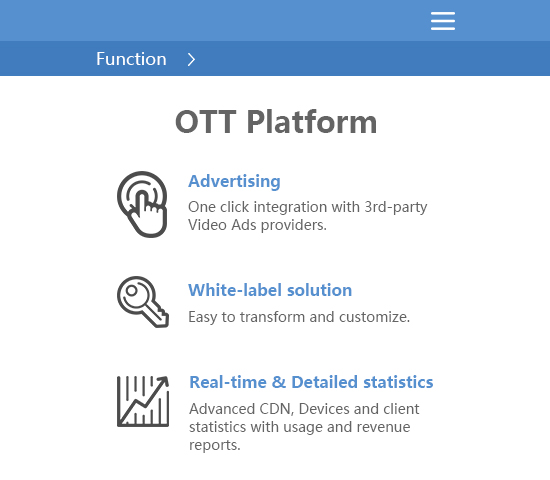 Function
OTT Platform
Advertising
One click integration with 3rd-party
Video Ads providers.
White-label solution
Easy to transform and customize.
Real-time & Detailed statistics
Advanced CDN, Devices and client
statistics with usage and revenue
reports.